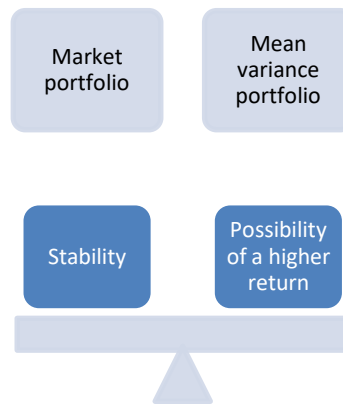 Market
portfolio
Mean
variance
portfolio
Stability
Possibility
of a higher
return